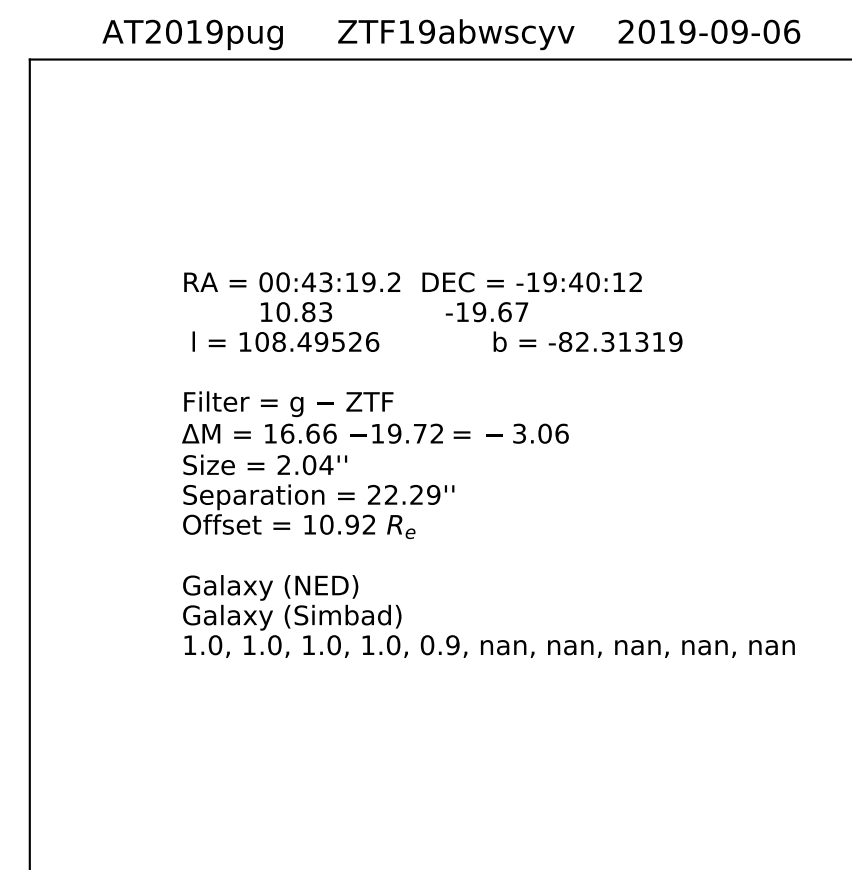 AT2019pug ZTF19abwscyv 2019-09-06
RA = 00:43:19.2 DEC = -19:40:12
10.83 -19.67
l = 108.49526 b = -82.31319
Filter = g − ZTF
ΔM = 16.66 −19.72 = − 3.06
Size = 2.04''
Separation = 22.29''
Offset = 10.92 Re
Galaxy (NED)
Galaxy (Simbad)
1.0, 1.0, 1.0, 1.0, 0.9, nan, nan, nan, nan, nan